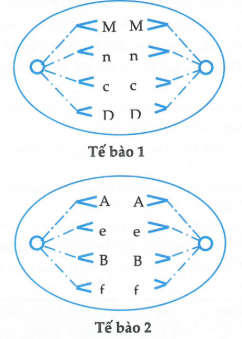 M M
n n
c c
D D
Tế bào 1
A A
e e
B B
f f
Tế bào 2